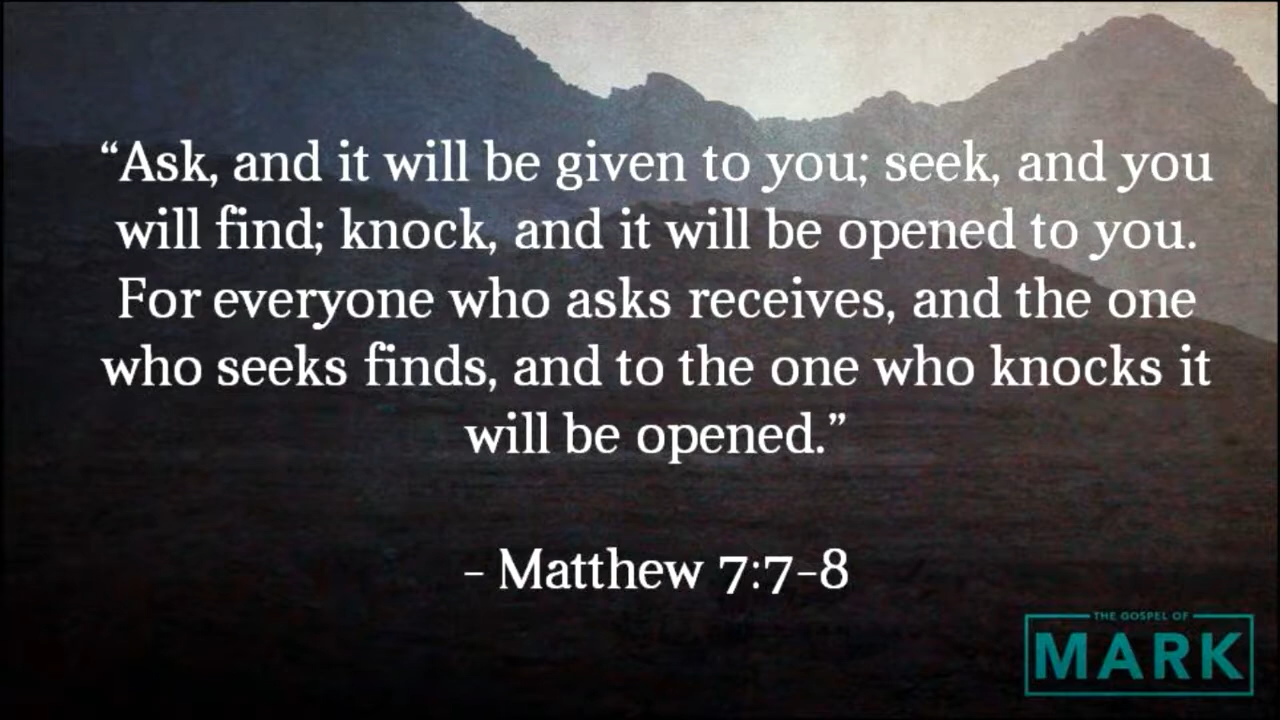 “Ask, and it will be given to you; seek, and you
will find; knock, and it will be opened to you.
For everyone who asks receives, and the one
who seeks finds, and to the one who knocks it
will be opened.”
– Matthew 7:7–8
THE GOSPEL OF
MARK